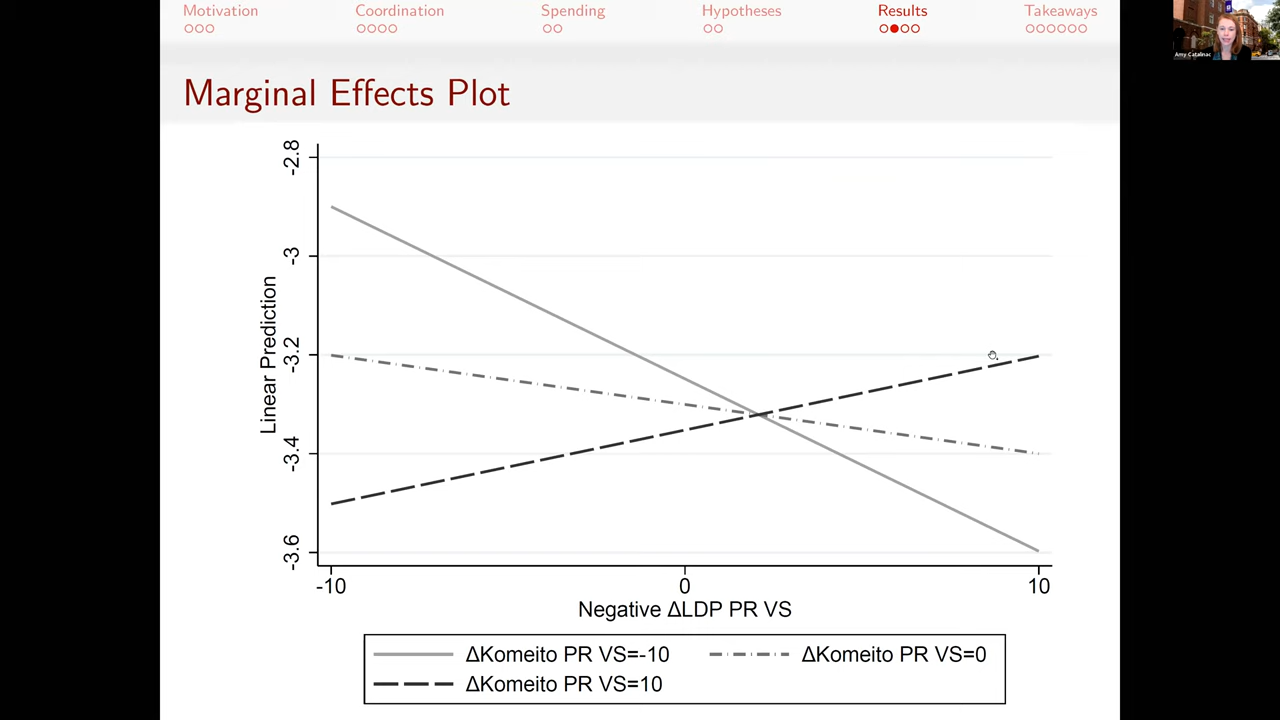 Motivation Coordination Spending Hypotheses Results Takeaways
Amy Catalinac
Marginal Effects Plot
-2.8
-3
-3.2
-3.4
-3.6
Linear Prediction
-10 0 10
Negative ΔLDP PR VS
ΔKomeito PR VS=-10 ΔKomeito PR VS=0
ΔKomeito PR VS=10